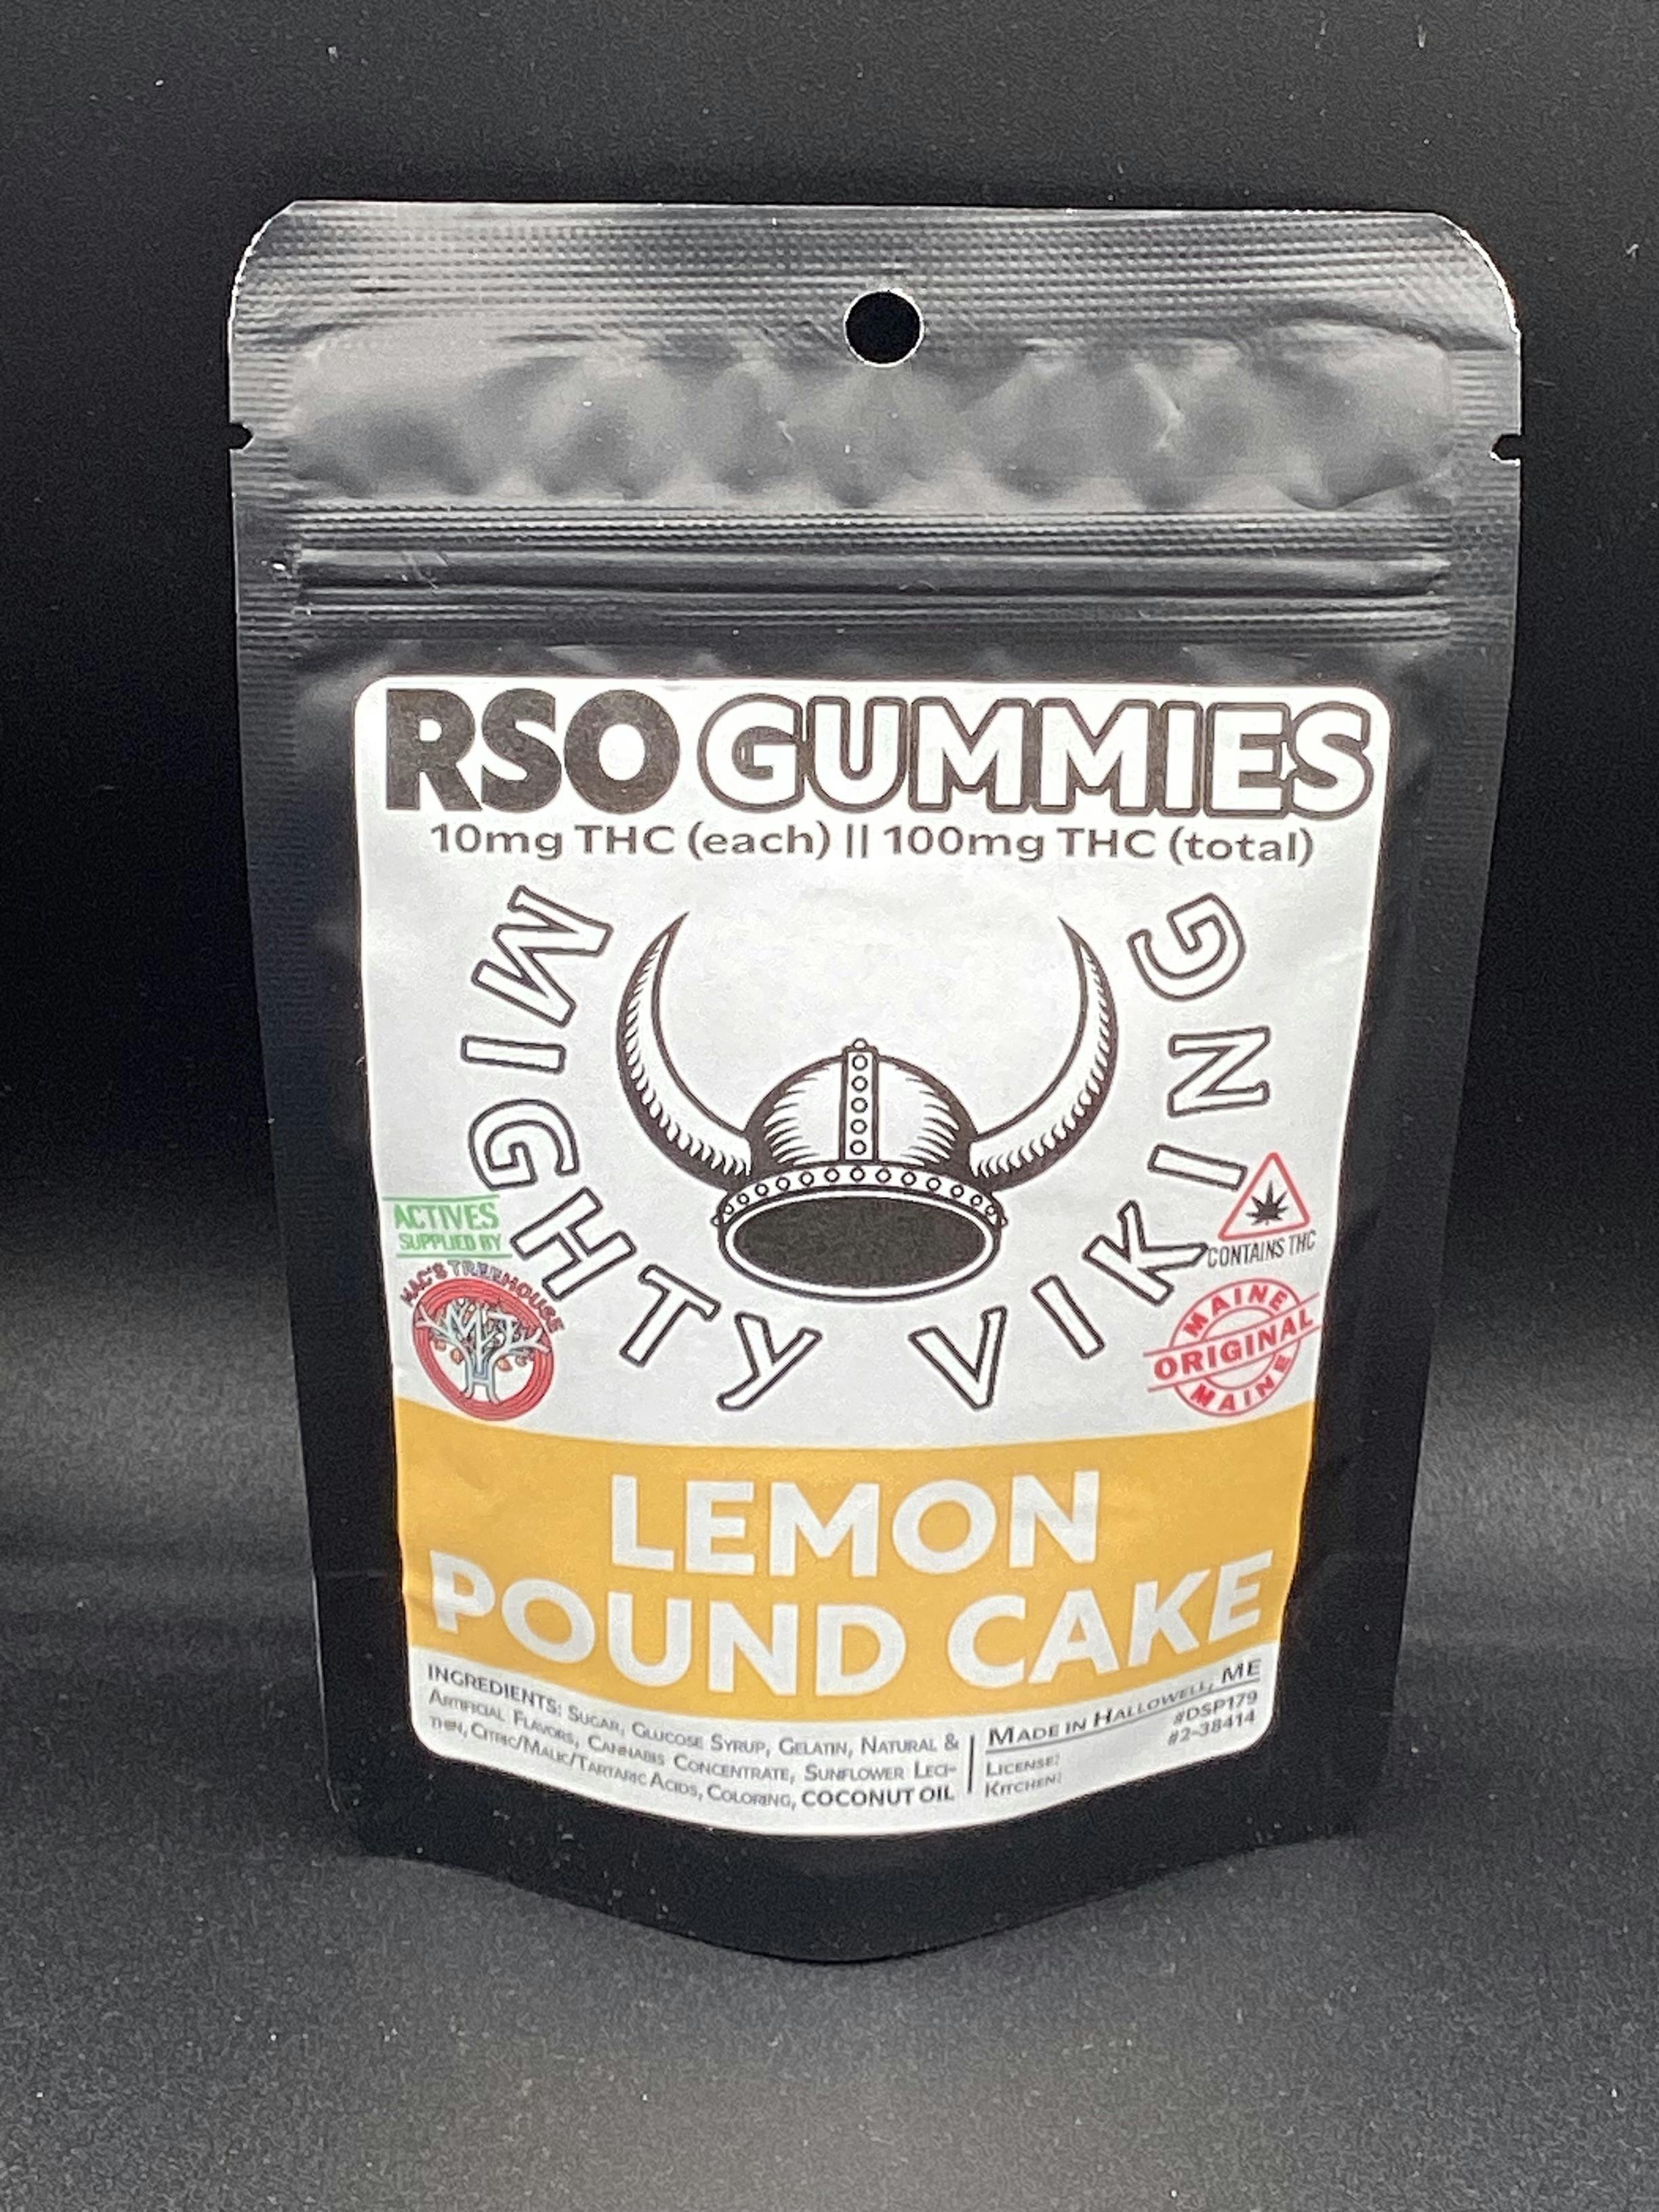 RSO GUMMIES
10mg THC (each) || 100mg THC (total)
MIGHTY VIKING
ACTIVES
SUPPLIED BY
MAC'S TREEHOUSE
MTH
CONTAINS THC
MAINE
ORIGINAL
MAINE
LEMON
POUND CAKE
INGREDIENTS: SUGAR, GLUCOSE SYRUP, GELATIN, NATURAL &
ARTIFICIAL FLAVORS, CANNABIS CONCENTRATE, SUNFLOWER LECI-
THIN, CITRIC/MALIC/TARTARIC ACIDS, COLORING, COCONUT OIL
MADE IN HALLOWELL, ME
LICENSE: #DSP179
KITCHEN: #2-38414